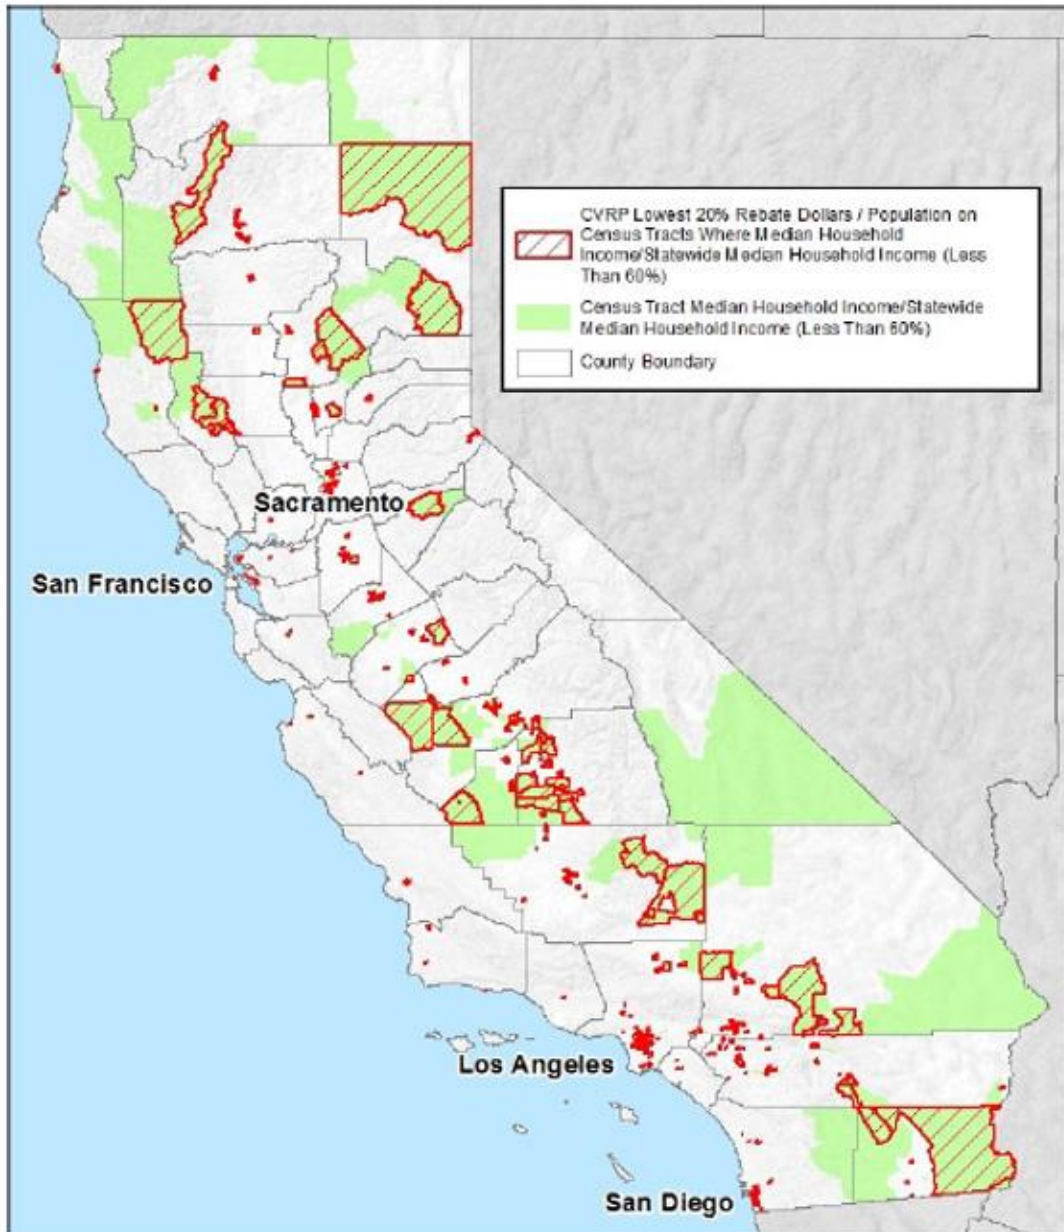 CVRP Lowest 20% Rebate Dollars / Population on
Census Tracts Where Median Household
Income/Statewide Median Household Income (Less
Than 60%)
Census Tract Median Household Income/Statewide
Median Household Income (Less Than 60%)
County Boundary
Sacramento
San Francisco
Los Angeles
San Diego